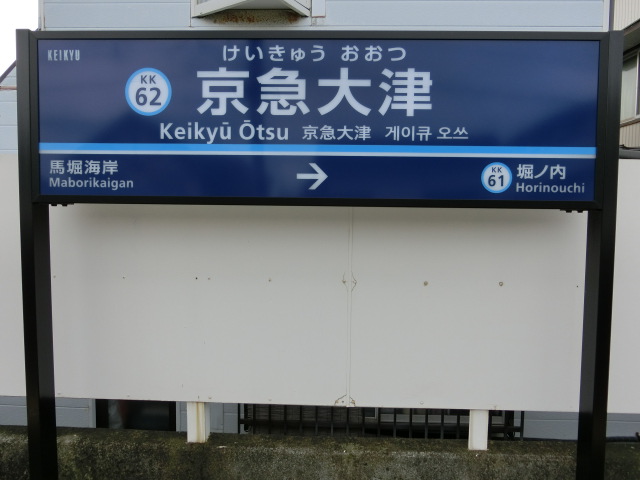 KEIKYU
けいきゅう おおつ
KK 62 京急大津
Keikyū Ōtsu 京急大津 게이큐 오쓰
馬堀海岸 → KK 61 堀ノ内
Maborikaigan Horinouchi